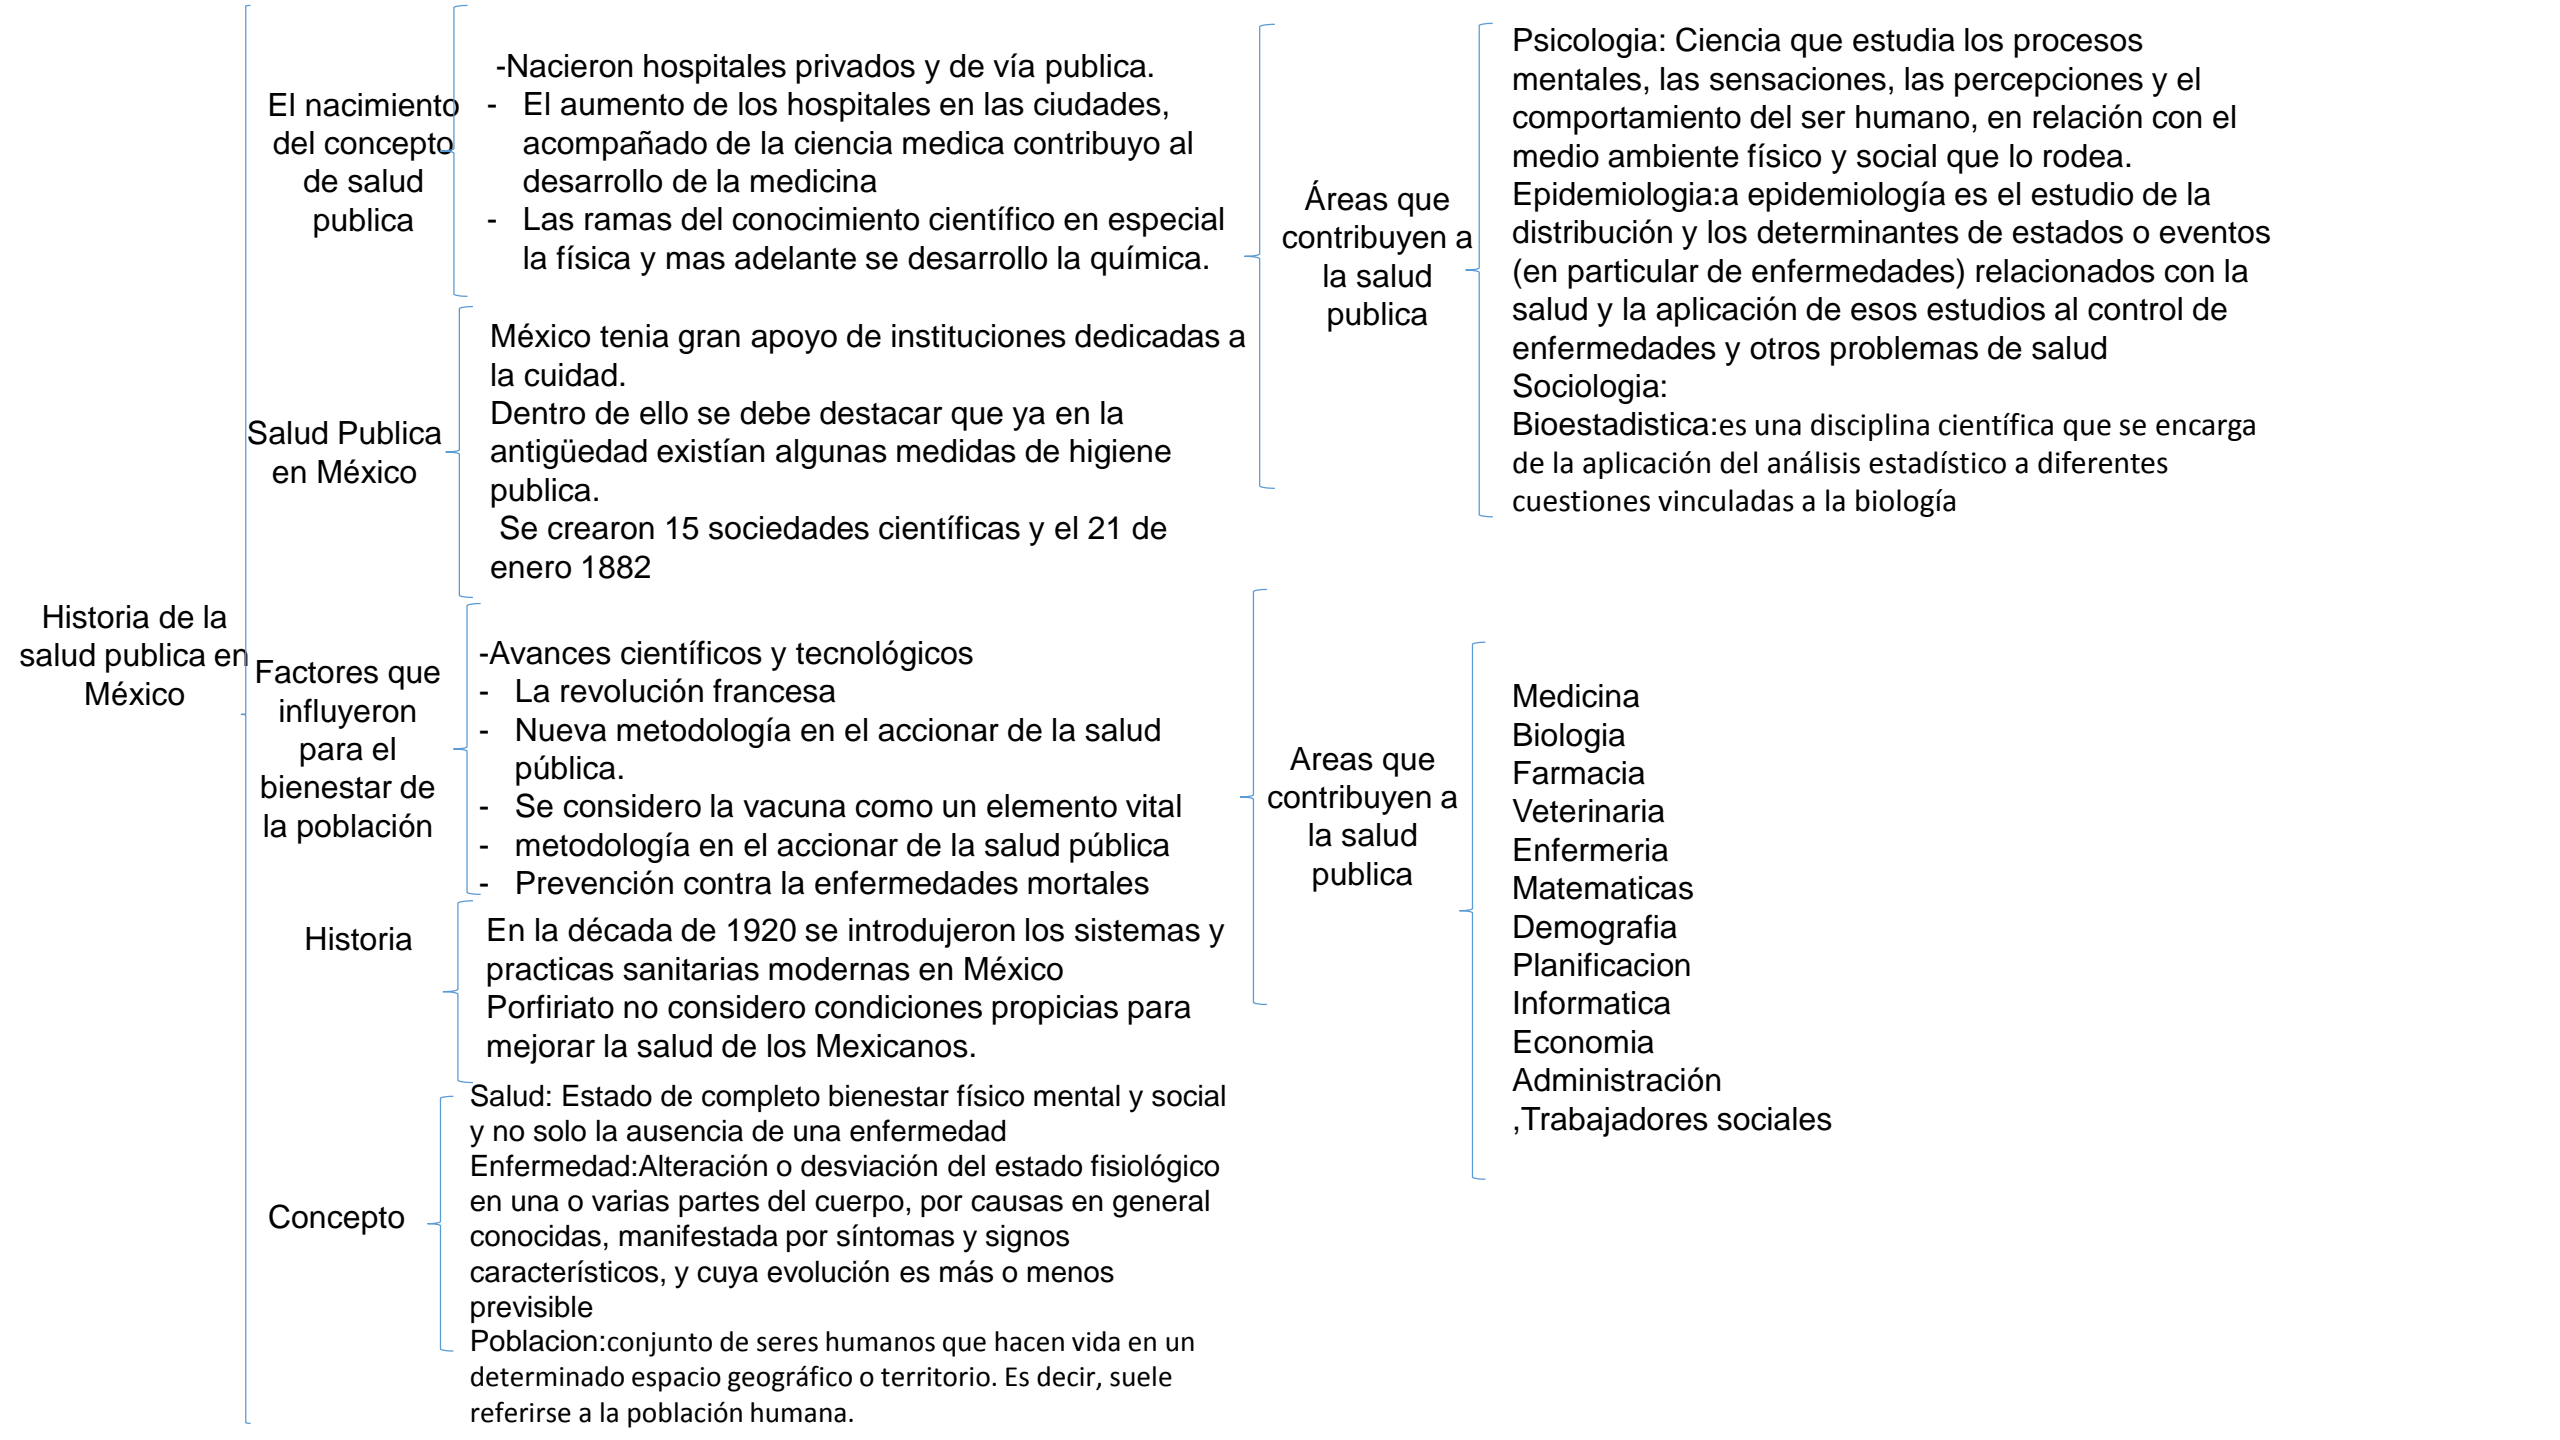 Historia de la
salud publica en
México
El nacimiento
del concepto
de salud
publica
-Nacieron hospitales privados y de vía publica.
- El aumento de los hospitales en las ciudades,
acompañado de la ciencia medica contribuyo al
desarrollo de la medicina
- Las ramas del conocimiento científico en especial
la física y mas adelante se desarrollo la química.
Salud Publica
en México
México tenia gran apoyo de instituciones dedicadas a
la cuidad.
Dentro de ello se debe destacar que ya en la
antigüedad existían algunas medidas de higiene
publica.
Se crearon 15 sociedades científicas y el 21 de
enero 1882
Factores que
influyeron
para el
bienestar de
la población
-Avances científicos y tecnológicos
- La revolución francesa
- Nueva metodología en el accionar de la salud
pública.
- Se considero la vacuna como un elemento vital
- metodología en el accionar de la salud pública
- Prevención contra la enfermedades mortales
Historia
En la década de 1920 se introdujeron los sistemas y
practicas sanitarias modernas en México
Porfiriato no considero condiciones propicias para
mejorar la salud de los Mexicanos.
Concepto
Salud: Estado de completo bienestar físico mental y social
y no solo la ausencia de una enfermedad
Enfermedad:Alteración o desviación del estado fisiológico
en una o varias partes del cuerpo, por causas en general
conocidas, manifestada por síntomas y signos
característicos, y cuya evolución es más o menos
previsible
Poblacion:conjunto de seres humanos que hacen vida en un
determinado espacio geográfico o territorio. Es decir, suele
referirse a la población humana.
Áreas que
contribuyen a
la salud
publica
Psicologia: Ciencia que estudia los procesos
mentales, las sensaciones, las percepciones y el
comportamiento del ser humano, en relación con el
medio ambiente físico y social que lo rodea.
Epidemiologia:a epidemiología es el estudio de la
distribución y los determinantes de estados o eventos
(en particular de enfermedades) relacionados con la
salud y la aplicación de esos estudios al control de
enfermedades y otros problemas de salud
Sociologia:
Bioestadistica:es una disciplina científica que se encarga
de la aplicación del análisis estadístico a diferentes
cuestiones vinculadas a la biología
Areas que
contribuyen a
la salud
publica
Medicina
Biologia
Farmacia
Veterinaria
Enfermeria
Matematicas
Demografia
Planificacion
Informatica
Economia
Administración
,Trabajadores sociales